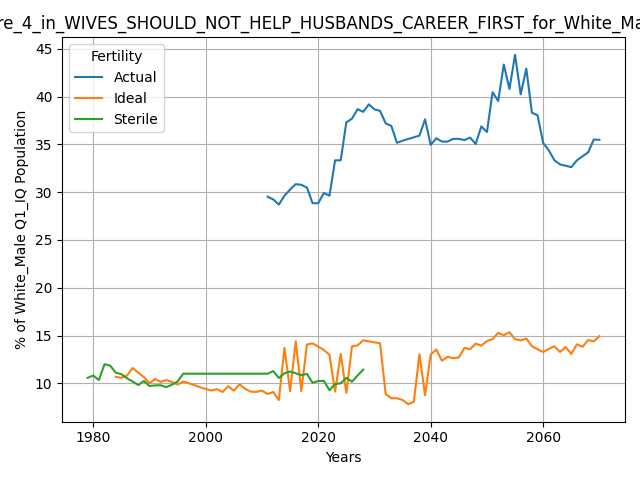 re_4_in_WIVES_SHOULD_NOT_HELP_HUSBANDS_CAREER_FIRST_for_White_Ma
Fertility
Actual
Ideal
Sterile
% of White_Male Q1_IQ Population
45
40
35
30
25
20
15
10
1980 2000 2020 2040 2060
Years